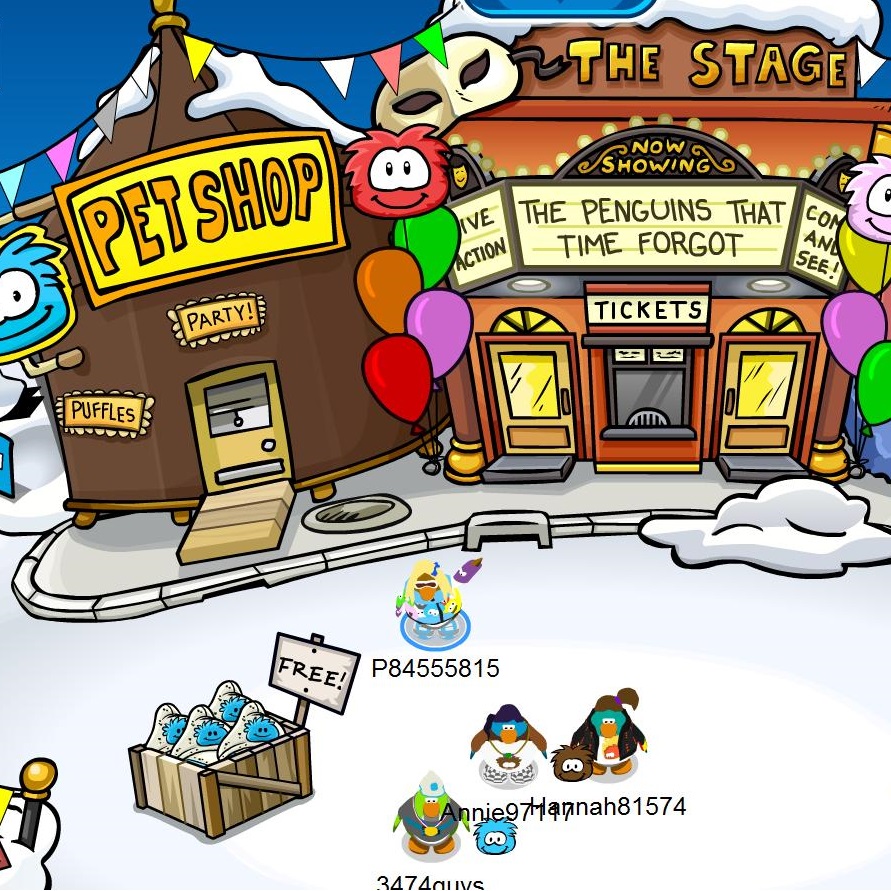 THE STAGE
NOW
SHOWING
PET SHOP
IVE
ACTION
THE PENGUINS THAT
TIME FORGOT
COM
AND
SEE!
PARTY!
TICKETS
PUFFLES
FREE!
P84555815
Annie97117
Hannah81574
3474guys